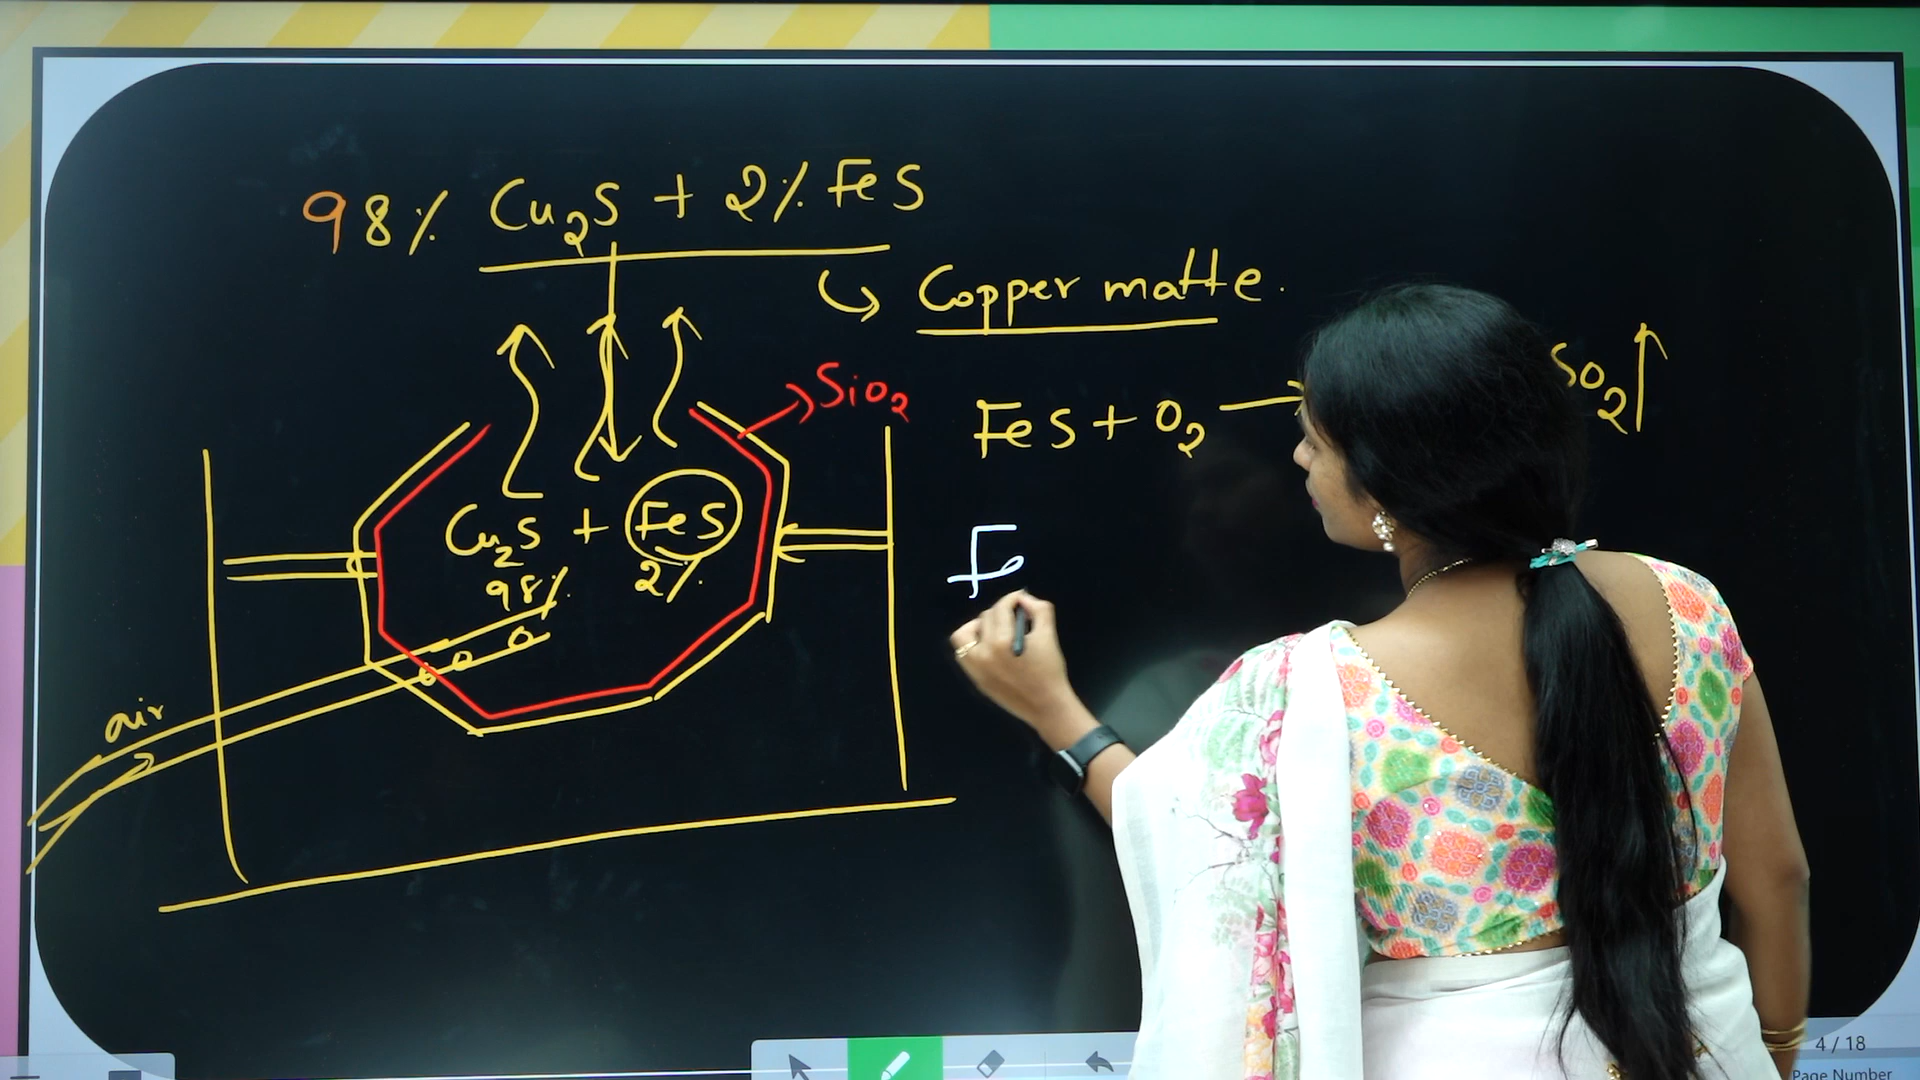 98% Cu₂S + 2% FeS
Copper matte.
SiO₂
FeS + O₂ → SO₂↑
Cu₂S + FeS
98% 2%
Fe
air
4 / 18
Page Number